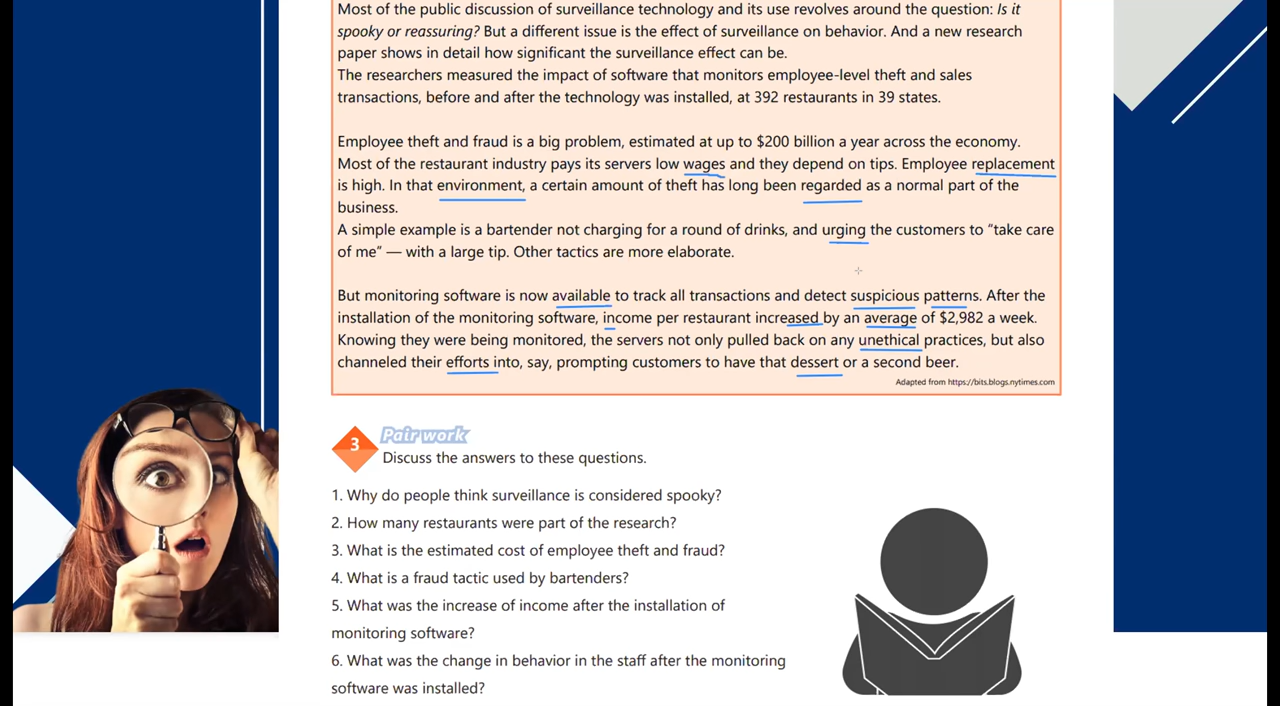 Most of the public discussion of surveillance technology and its use revolves around the question: Is it
spooky or reassuring? But a different issue is the effect of surveillance on behavior. And a new research
paper shows in detail how significant the surveillance effect can be.
The researchers measured the impact of software that monitors employee-level theft and sales
transactions, before and after the technology was installed, at 392 restaurants in 39 states.
Employee theft and fraud is a big problem, estimated at up to $200 billion a year across the economy.
Most of the restaurant industry pays its servers low wages and they depend on tips. Employee replacement
is high. In that environment, a certain amount of theft has long been regarded as a normal part of the
business.
A simple example is a bartender not charging for a round of drinks, and urging the customers to “take care
of me” — with a large tip. Other tactics are more elaborate.
But monitoring software is now available to track all transactions and detect suspicious patterns. After the
installation of the monitoring software, income per restaurant increased by an average of $2,982 a week.
Knowing they were being monitored, the servers not only pulled back on any unethical practices, but also
channeled their efforts into, say, prompting customers to have that dessert or a second beer.
Adapted from https://bits.blogs.nytimes.com
3 Pair work
Discuss the answers to these questions.
1. Why do people think surveillance is considered spooky?
2. How many restaurants were part of the research?
3. What is the estimated cost of employee theft and fraud?
4. What is a fraud tactic used by bartenders?
5. What was the increase of income after the installation of
monitoring software?
6. What was the change in behavior in the staff after the monitoring
software was installed?